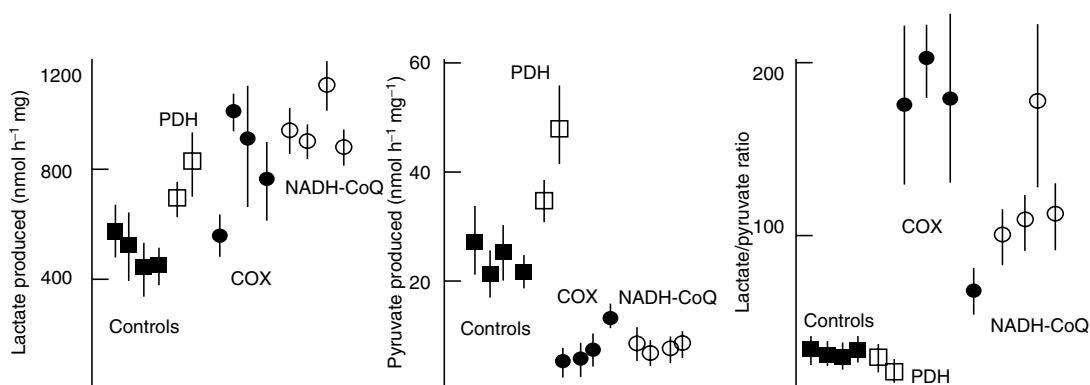 Lactate produced (nmol h⁻¹ mg)
1200
800
400
PDH
NADH-CoQ
COX
Controls
Pyruvate produced (nmol h⁻¹ mg⁻¹)
60
40
20
PDH
COX NADH-CoQ
Controls
Lactate/pyruvate ratio
200
100
COX
NADH-CoQ
Controls
PDH